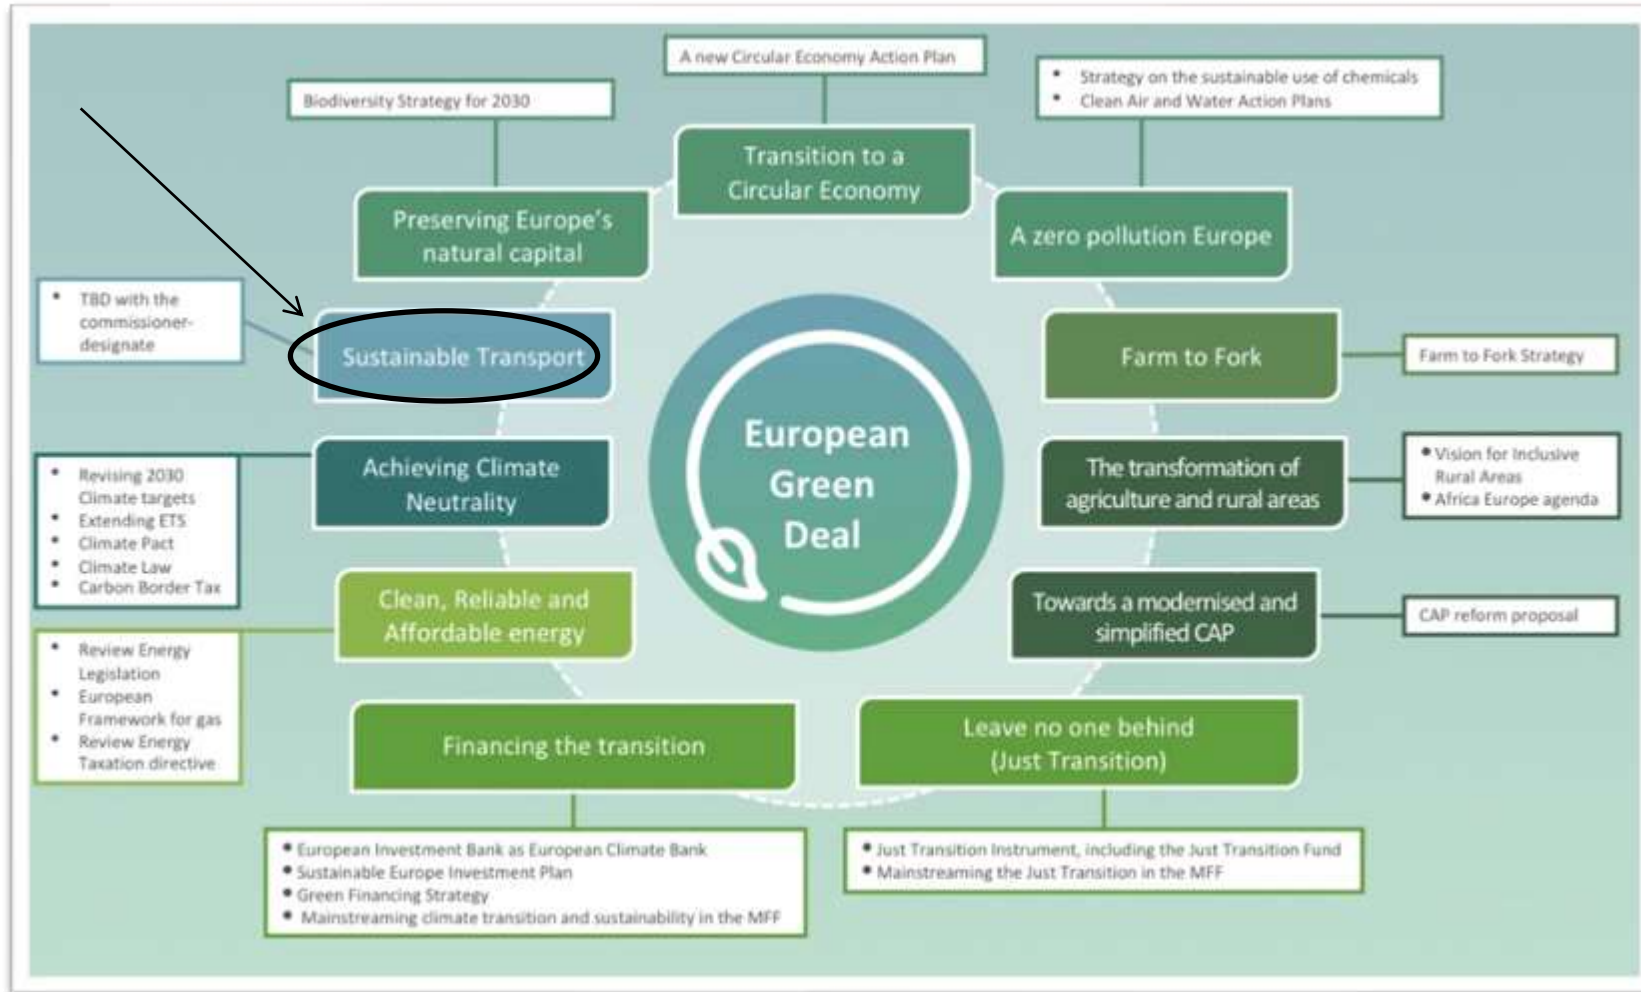 A new Circular Economy Action Plan
Biodiversity Strategy for 2030
• Strategy on the sustainable use of chemicals
• Clean Air and Water Action Plans
Transition to a
Circular Economy
Preserving Europe's
natural capital
A zero pollution Europe
• TBD with the
commissioner-
designate
Sustainable Transport
Farm to Fork
Farm to Fork Strategy
European
Green
Deal
Achieving Climate
Neutrality
• Revising 2030
Climate targets
• Extending ETS
• Climate Pact
• Climate Law
• Carbon Border Tax
The transformation of
agriculture and rural areas
• Vision for Inclusive
Rural Areas
• Africa Europe agenda
Clean, Reliable and
Affordable energy
• Review Energy
Legislation
• European
Framework for gas
• Review Energy
Taxation directive
Towards a modernised and
simplified CAP
CAP reform proposal
Financing the transition
Leave no one behind
(Just Transition)
• European Investment Bank as European Climate Bank
• Sustainable Europe Investment Plan
• Green Financing Strategy
• Mainstreaming climate transition and sustainability in the MFF
• Just Transition Instrument, including the Just Transition Fund
• Mainstreaming the Just Transition in the MFF